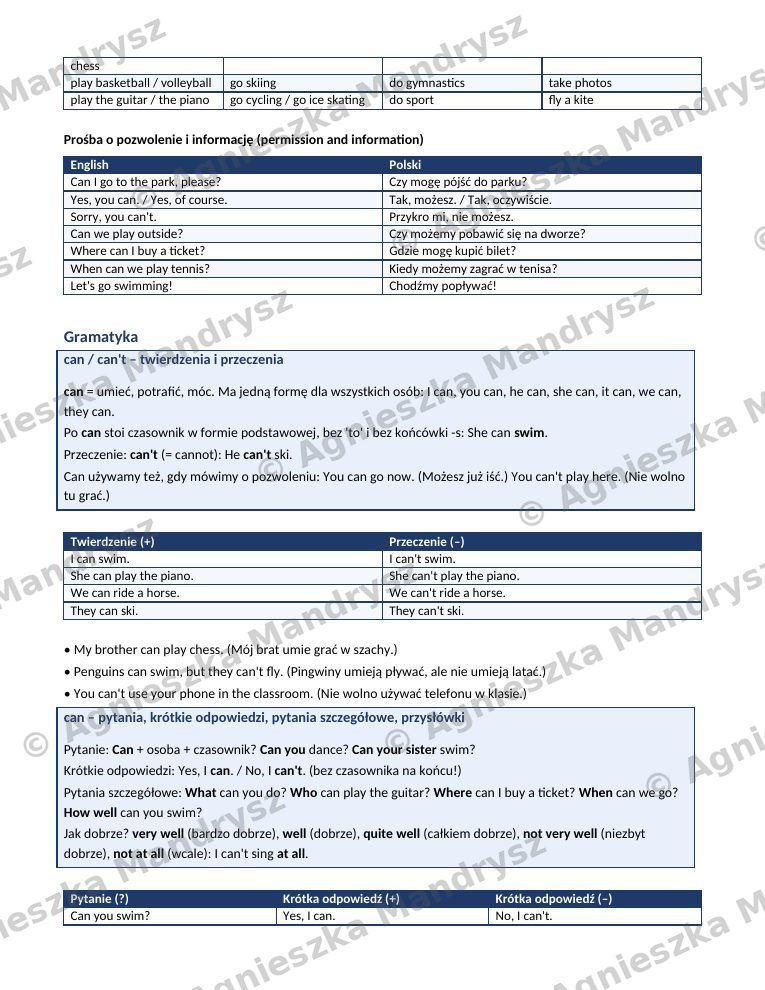 chess
play basketball / volleyball go skiing do gymnastics take photos
play the guitar / the piano go cycling / go ice skating do sport fly a kite
Prośba o pozwolenie i informację (permission and information)
English Polski
Can I go to the park, please? Czy mogę pójść do parku?
Yes, you can. / Yes, of course. Tak, możesz. / Tak, oczywiście.
Sorry, you can't. Przykro mi, nie możesz.
Can we play outside? Czy możemy pobawić się na dworze?
Where can I buy a ticket? Gdzie mogę kupić bilet?
When can we play tennis? Kiedy możemy zagrać w tenisa?
Let's go swimming! Chodźmy popływać!
Gramatyka
can / can't – twierdzenia i przeczenia
can = umieć, potrafić, móc. Ma jedną formę dla wszystkich osób: I can, you can, he can, she can, it can, we can,
they can.
Po can stoi czasownik w formie podstawowej, bez 'to' i bez końcówki -s: She can swim.
Przeczenie: can't (= cannot): He can't ski.
Can używamy też, gdy mówimy o pozwoleniu: You can go now. (Możesz już iść.) You can't play here. (Nie wolno
tu grać.)
Twierdzenie (+) Przeczenie (–)
I can swim. I can't swim.
She can play the piano. She can't play the piano.
We can ride a horse. We can't ride a horse.
They can ski. They can't ski.
• My brother can play chess. (Mój brat umie grać w szachy.)
• Penguins can swim, but they can't fly. (Pingwiny umieją pływać, ale nie umieją latać.)
• You can't use your phone in the classroom. (Nie wolno używać telefonu w klasie.)
can – pytania, krótkie odpowiedzi, pytania szczegółowe, przysłówki
Pytanie: Can + osoba + czasownik? Can you dance? Can your sister swim?
Krótkie odpowiedzi: Yes, I can. / No, I can't. (bez czasownika na końcu!)
Pytania szczegółowe: What can you do? Who can play the guitar? Where can I buy a ticket? When can we go?
How well can you swim?
Jak dobrze? very well (bardzo dobrze), well (dobrze), quite well (całkiem dobrze), not very well (niezbyt
dobrze), not at all (wcale): I can't sing at all.
Pytanie (?) Krótka odpowiedź (+) Krótka odpowiedź (–)
Can you swim? Yes, I can. No, I can't.
© Agnieszka Mandrysz